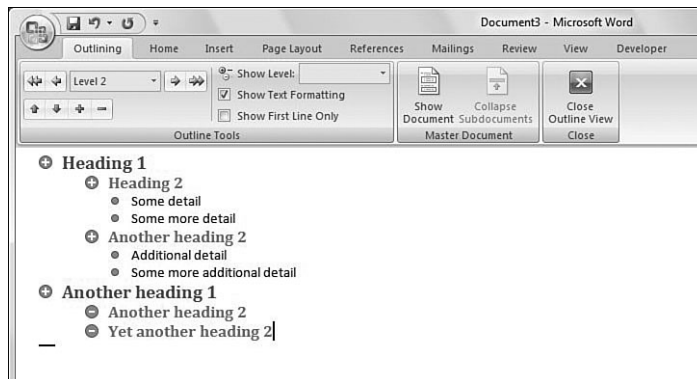 Document3 - Microsoft Word
Outlining Home Insert Page Layout References Mailings Review View Developer
Level 2
Show Level:
Show Text Formatting
Show First Line Only
Outline Tools
Show Document
Collapse Subdocuments
Master Document
Close Outline View
Close
Heading 1
Heading 2
Some detail
Some more detail
Another heading 2
Additional detail
Some more additional detail
Another heading 1
Another heading 2
Yet another heading 2